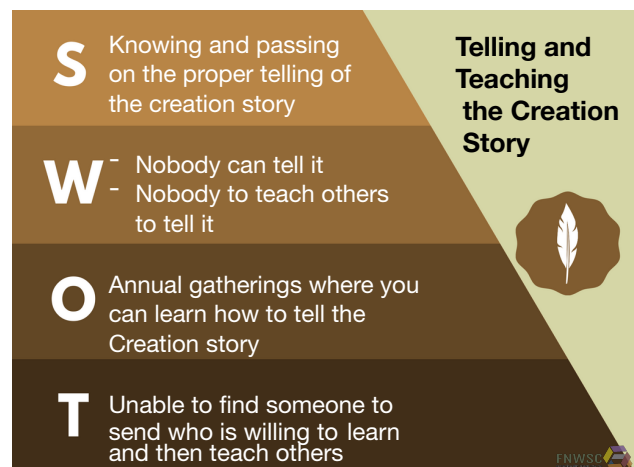 S
Knowing and passing
on the proper telling of
the creation story
W
- Nobody can tell it
- Nobody to teach others
to tell it
O
Annual gatherings where you
can learn how to tell the
Creation story
T
Unable to find someone to
send who is willing to learn
and then teach others
Telling and
Teaching
the Creation
Story
FNWSC